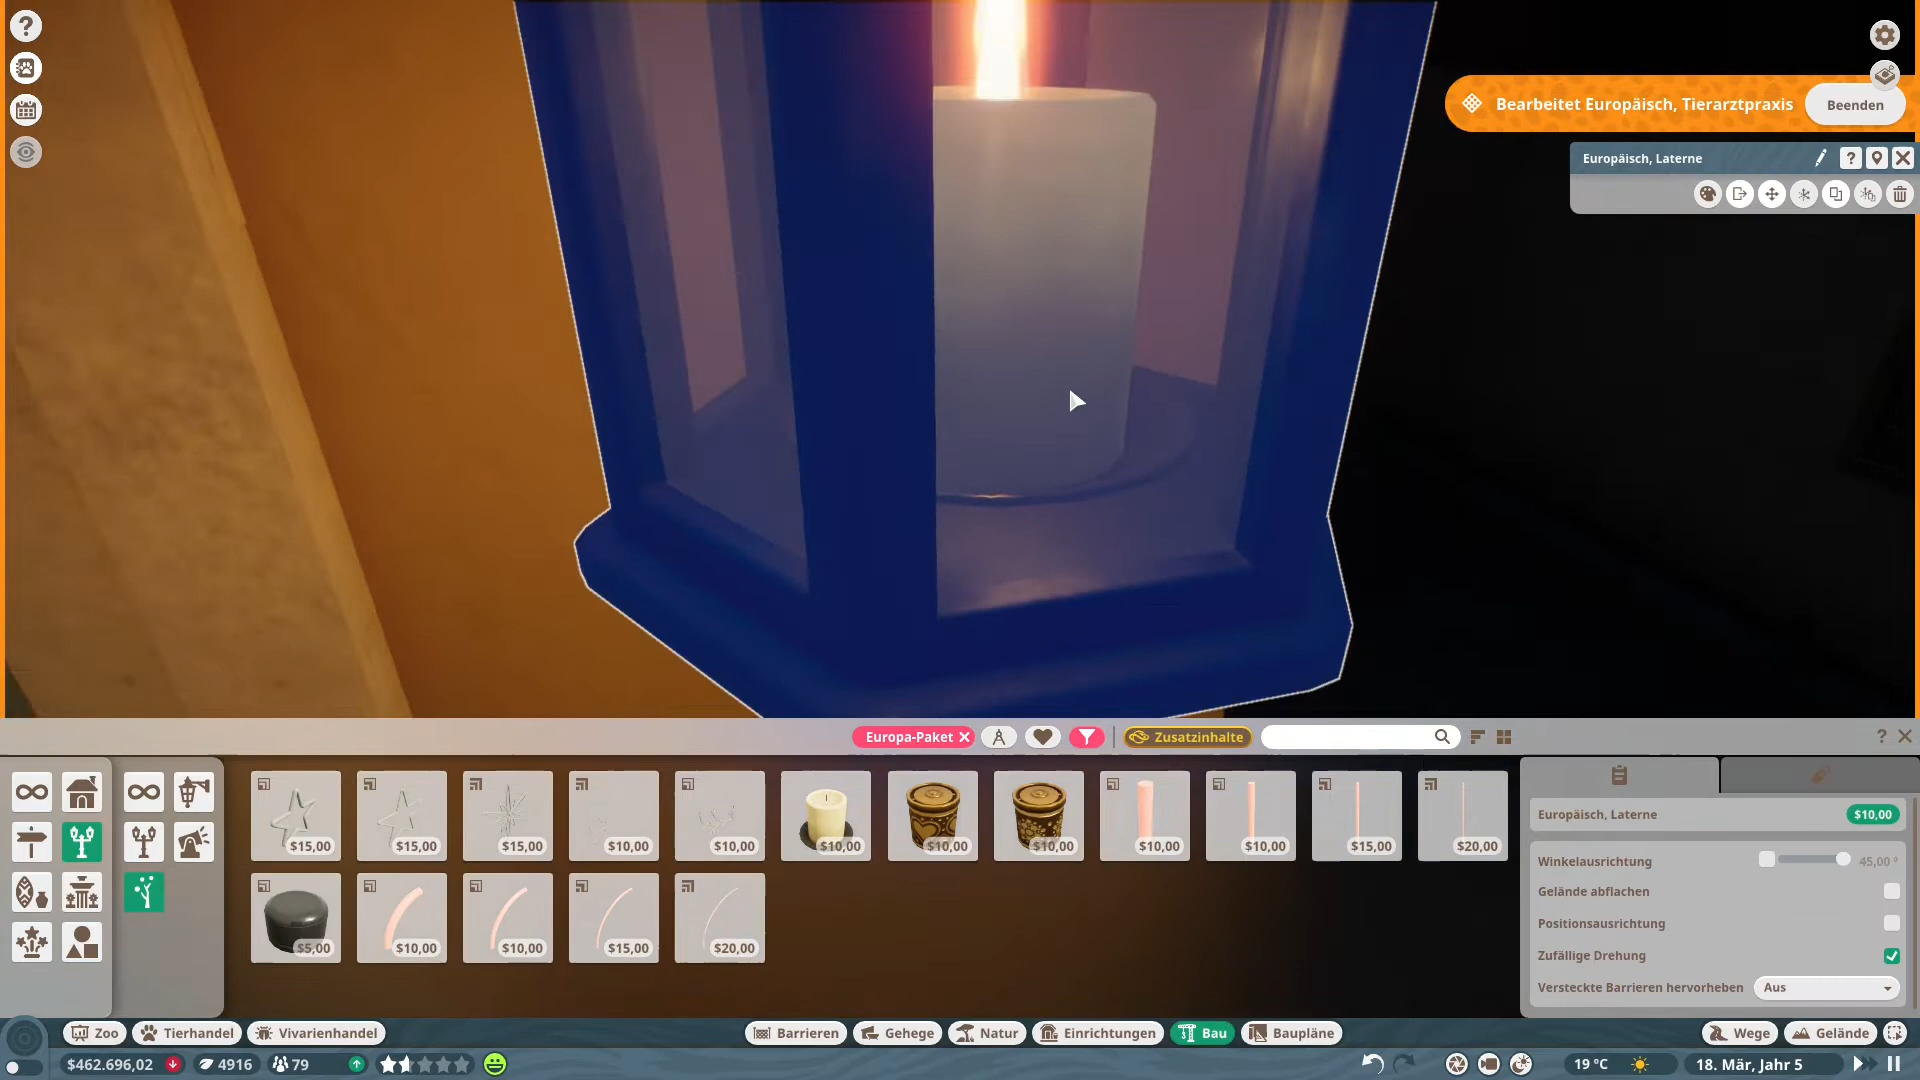 Bearbeitet Europäisch, Tierarztpraxis
Beenden
Europäisch, Laterne
Europa-Paket
Zusatzinhalte
$15,00
$15,00
$15,00
$10,00
$10,00
$10,00
$10,00
$10,00
$10,00
$10,00
$15,00
$20,00
$5,00
$10,00
$10,00
$15,00
$20,00
Europäisch, Laterne
$10,00
Winkelausrichtung
45,00 °
Gelände abflachen
Positionsausrichtung
Zufällige Drehung
Versteckte Barrieren hervorheben
Aus
Zoo
Tierhandel
Vivarienhandel
Barrieren
Gehege
Natur
Einrichtungen
Bau
Baupläne
Wege
Gelände
$462.696,02
4916
79
19 °C
18. Mär, Jahr 5